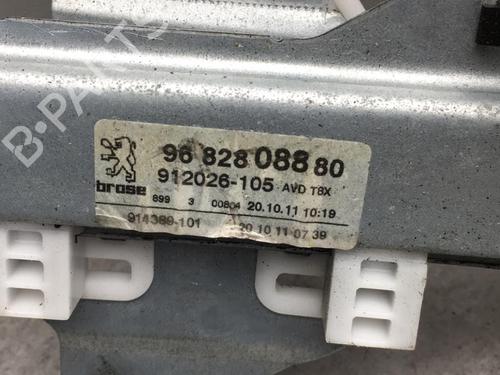 B-PARTS
96 828 088 80
brose
912026-105 AVD T8X
899 3 00804 20.10.11 10:19
914389-101 20 10 11 07 39